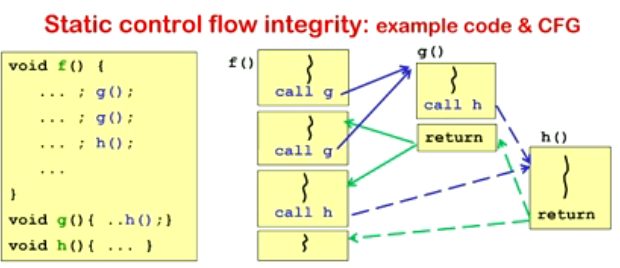 Static control flow integrity: example code & CFG
void f() {
... ; g();
... ; g();
... ; h();
...
}
void g(){ ..h();}
void h(){ ... }
f()
call g
call g
call h
g()
call h
return
h()
return